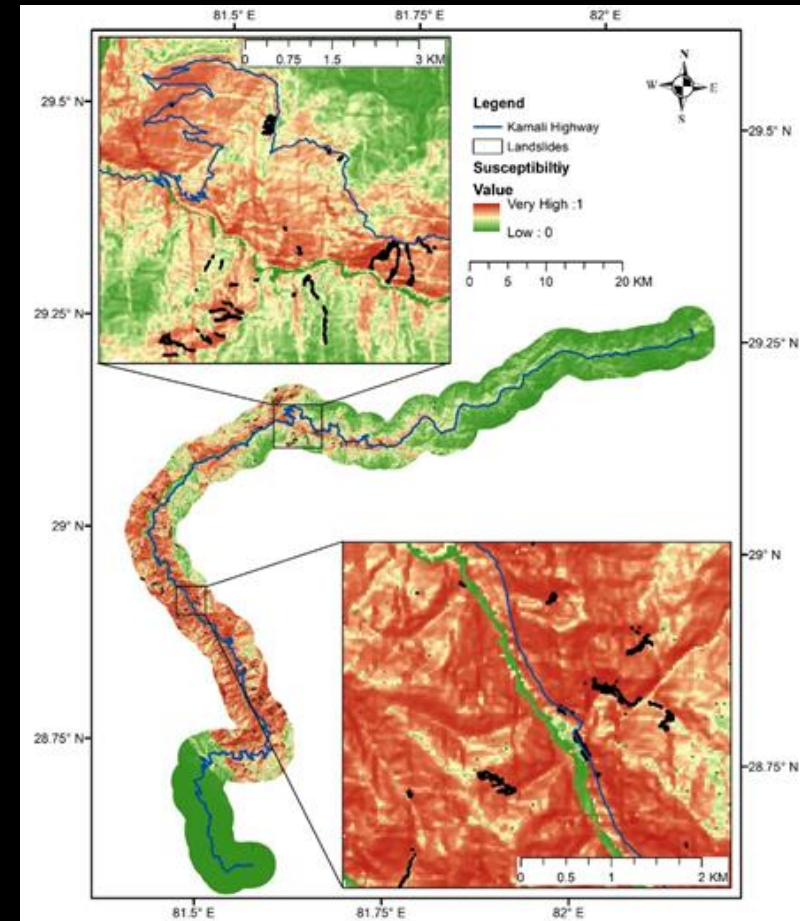 81.5° E 81.75° E 82° E
0 0.75 1.5 3 KM
N
W E
S
29.5° N
29.5° N
Legend
Karnali Highway
Landslides
Susceptibiltiy
Value
Very High :1
Low : 0
0 5 10 20 KM
29.25° N
29.25° N
29° N
29° N
28.75° N
28.75° N
0 0.5 1 2 KM
81.5° E 81.75° E 82° E